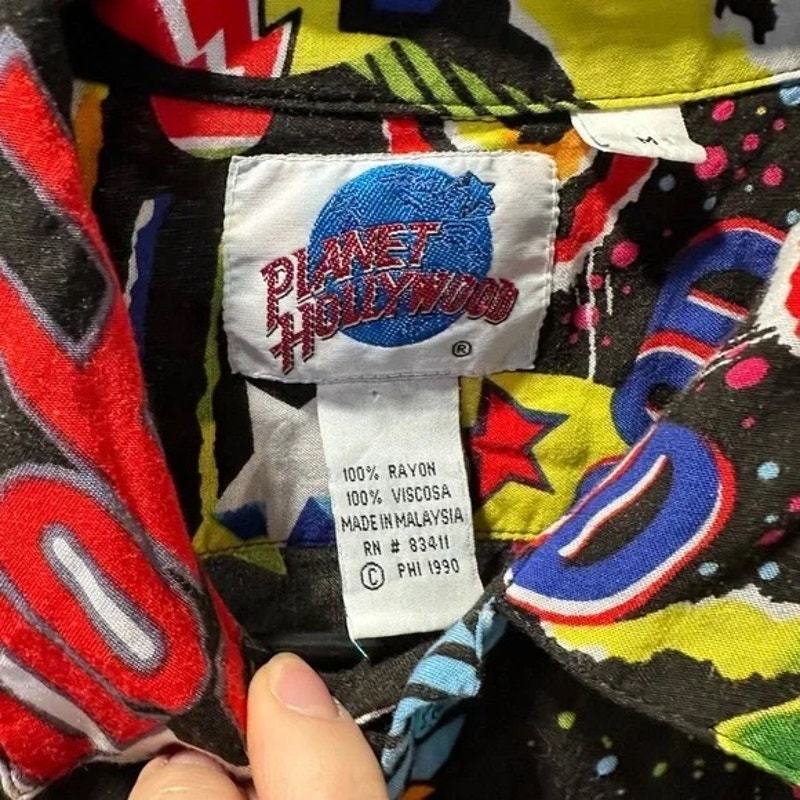 M
PLANET
HOLLYWOOD
®
100% RAYON
100% VISCOSA
MADE IN MALAYSIA
RN # 83411
© PHI 1990